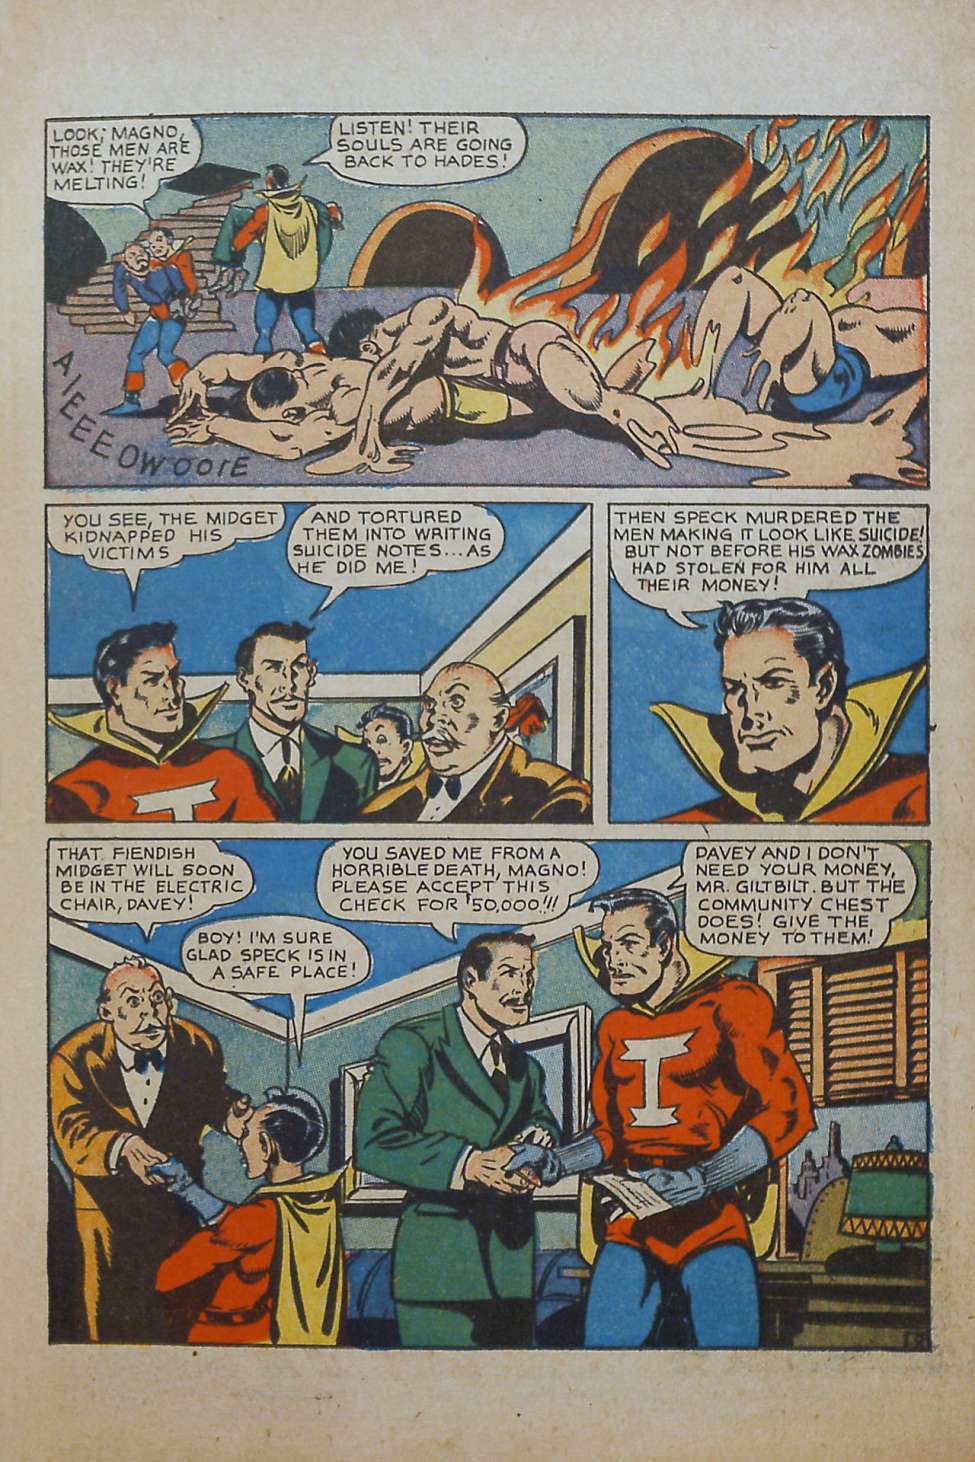 LOOK, MAGNO,
THOSE MEN ARE
WAX! THEY'RE
MELTING!
LISTEN! THEIR
SOULS ARE GOING
BACK TO HADES!
AIEEEOWOOIE
YOU SEE, THE MIDGET
KIDNAPPED HIS
VICTIMS
AND TORTURED
THEM INTO WRITING
SUICIDE NOTES... AS
HE DID ME!
THEN SPECK MURDERED THE
MEN MAKING IT LOOK LIKE SUICIDE!
BUT NOT BEFORE HIS WAX ZOMBIES
HAD STOLEN FOR HIM ALL
THEIR MONEY!
THAT FIENDISH
MIDGET WILL SOON
BE IN THE ELECTRIC
CHAIR, DAVEY!
BOY! I'M SURE
GLAD SPECK IS IN
A SAFE PLACE!
YOU SAVED ME FROM A
HORRIBLE DEATH, MAGNO!
PLEASE ACCEPT THIS
CHECK FOR $50,000!!!
DAVEY AND I DON'T
NEED YOUR MONEY,
MR. GILTBILT. BUT THE
COMMUNITY CHEST
DOES! GIVE THE
MONEY TO THEM!